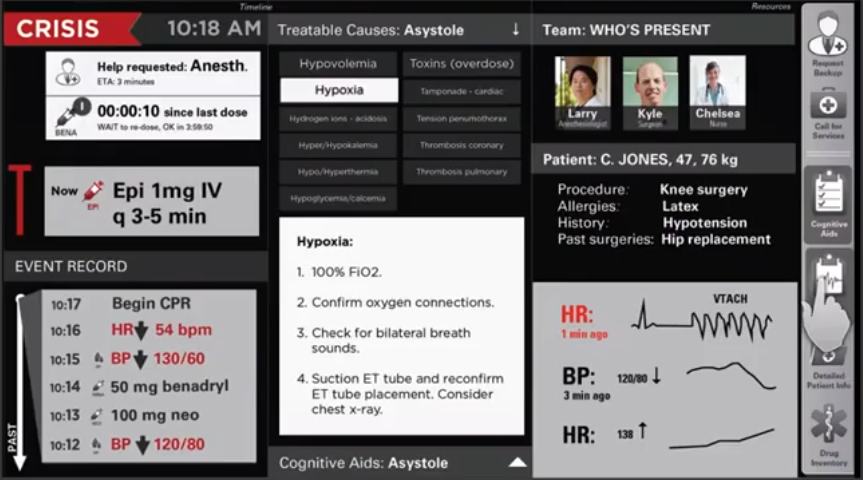 Timeline
Resources
CRISIS
10:18 AM
Help requested: Anesth.
ETA: 3 minutes
00:00:10 since last dose
WAIT to re-dose, OK in 3:59:50
BENA
Now
EPI
Epi 1mg IV
q 3-5 min
EVENT RECORD
10:17 Begin CPR
10:16 HR 54 bpm
10:15 BP 130/60
10:14 50 mg benadryl
10:13 100 mg neo
10:12 BP 120/80
PAST
Treatable Causes: Asystole
Hypovolemia
Toxins (overdose)
Hypoxia
Tamponade - cardiac
Hydrogen ions - acidosis
Tension penumothorax
Hyper/Hypokalemia
Thrombosis coronary
Hypo/Hyperthermia
Thrombosis pulmonary
Hypoglycemia/calcemia
Hypoxia:
1. 100% FiO2.
2. Confirm oxygen connections.
3. Check for bilateral breath
sounds.
4. Suction ET tube and reconfirm
ET tube placement. Consider
chest x-ray.
Cognitive Aids: Asystole
Team: WHO'S PRESENT
Larry
Anesthesiologist
Kyle
Surgeon
Chelsea
Nurse
Patient: C. JONES, 47, 76 kg
Procedure: Knee surgery
Allergies: Latex
History: Hypotension
Past surgeries: Hip replacement
HR:
1 min ago
VTACH
BP: 120/80
3 min ago
HR: 138
Request
Backup
Call for
Services
Cognitive
Aids
Detailed
Patient Info
Drug
Inventory